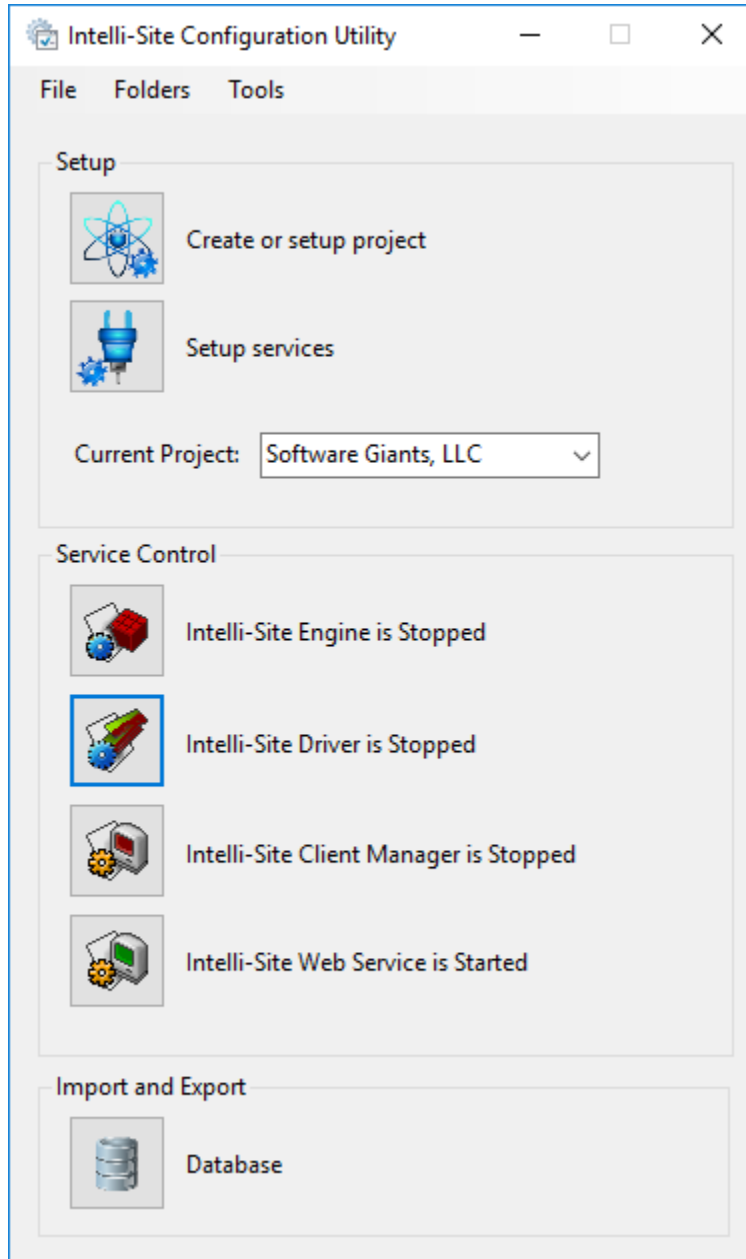 Intelli-Site Configuration Utility
File Folders Tools
Setup
Create or setup project
Setup services
Current Project: Software Giants, LLC
Service Control
Intelli-Site Engine is Stopped
Intelli-Site Driver is Stopped
Intelli-Site Client Manager is Stopped
Intelli-Site Web Service is Started
Import and Export
Database